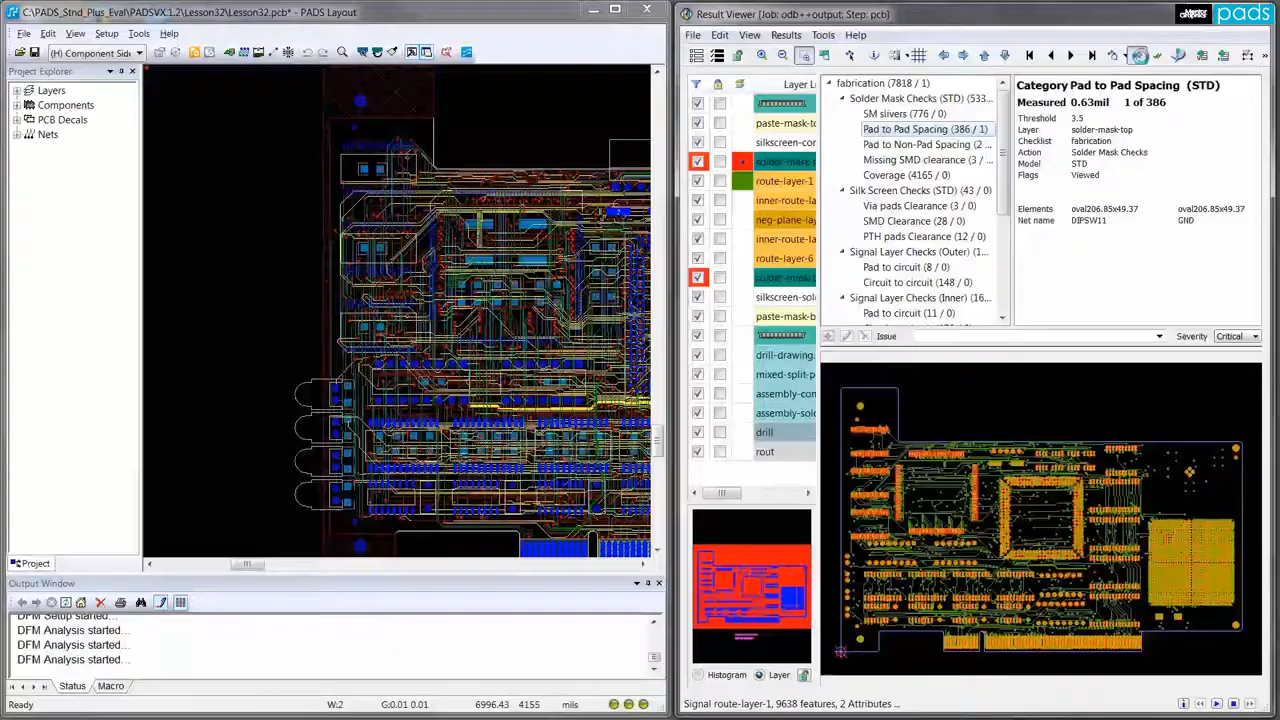 C:\PADS_Stnd_Plus_Eval\PADSVX.1.2\Lesson32\Lesson32.pcb* - PADS Layout
File Edit View Setup Tools Help
(H) Component Side
Project Explorer
Layers
Components
PCB Decals
Nets
Project
Output Window
DFM Setup started...
DFM Analysis started...
DFM Analysis started...
DFM Analysis started...
Status Macro
Ready W:2 G:0.01 0.01 6996.43 4155 mils
Result Viewer [Job: odb++output; Step: pcb]
Mentor Graphics pads
File Edit View Results Tools Help
Layer L
paste-mask-to
silkscreen-cor
solder-mask
route-layer-1
inner-route-la
neg-plane-la
inner-route-la
route-layer-6
solder-mask
silkscreen-sol
paste-mask-b
drill-drawing.
mixed-split-p
assembly-con
assembly-sold
drill
rout
Histogram Layer
fabrication (7818 / 1)
Solder Mask Checks (STD) (533...
SM slivers (776 / 0)
Pad to Pad Spacing (386 / 1)
Pad to Non-Pad Spacing (2 ...
Missing SMD clearance (3 / ...
Coverage (4165 / 0)
Silk Screen Checks (STD) (43 / 0)
Via pads Clearance (3 / 0)
SMD Clearance (28 / 0)
PTH pads Clearance (12 / 0)
Signal Layer Checks (Outer) (1...
Pad to circuit (8 / 0)
Circuit to circuit (148 / 0)
Signal Layer Checks (Inner) (16...
Pad to circuit (11 / 0)
Category Pad to Pad Spacing (STD)
Measured 0.63mil 1 of 386
Threshold 3.5
Layer solder-mask-top
Checklist fabrication
Action Solder Mask Checks
Model STD
Flags Viewed
Elements oval206.85x49.37 oval206.85x49.37
Net name DIPSW11 GND
Issue Severity Critical
Signal route-layer-1, 9638 features, 2 Attributes ...